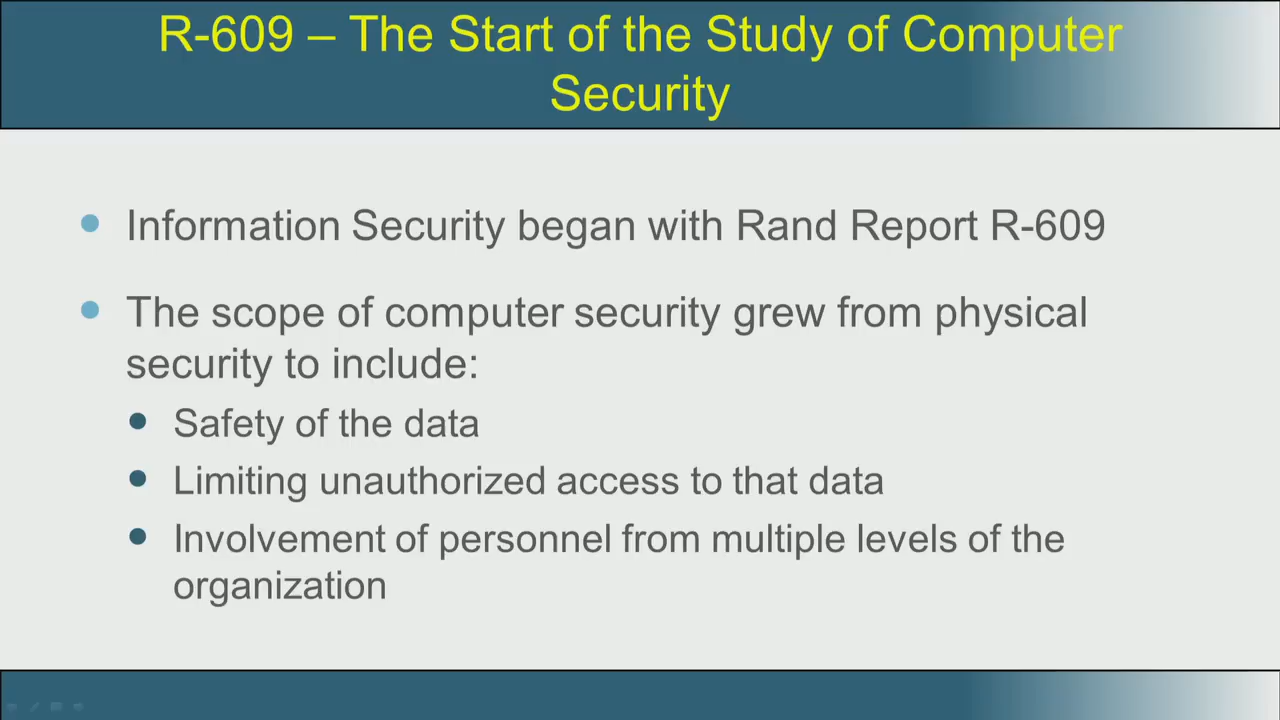 R-609 – The Start of the Study of Computer
Security
Information Security began with Rand Report R-609
The scope of computer security grew from physical
security to include:
Safety of the data
Limiting unauthorized access to that data
Involvement of personnel from multiple levels of the
organization